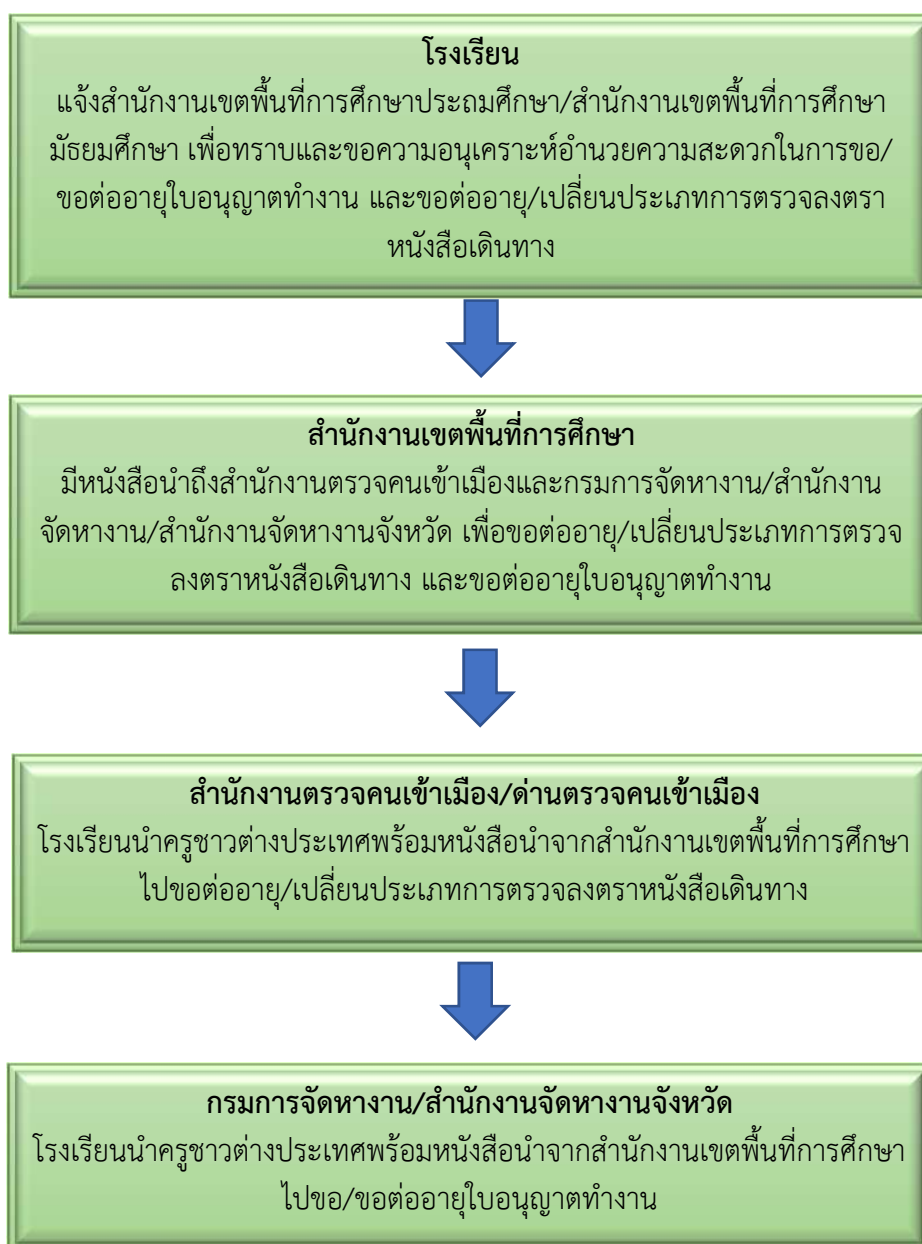 โรงเรียน
แจ้งสำนักงานเขตพื้นที่การศึกษาประถมศึกษา/สำนักงานเขตพื้นที่การศึกษา
มัธยมศึกษา เพื่อทราบและขอความอนุเคราะห์อำนวยความสะดวกในการขอ/
ขอต่ออายุใบอนุญาตทำงาน และขอต่ออายุ/เปลี่ยนประเภทการตรวจลงตรา
หนังสือเดินทาง
สำนักงานเขตพื้นที่การศึกษา
มีหนังสือนำถึงสำนักงานตรวจคนเข้าเมืองและกรมการจัดหางาน/สำนักงาน
จัดหางาน/สำนักงานจัดหางานจังหวัด เพื่อขอต่ออายุ/เปลี่ยนประเภทการตรวจ
ลงตราหนังสือเดินทาง และขอต่ออายุใบอนุญาตทำงาน
สำนักงานตรวจคนเข้าเมือง/ด่านตรวจคนเข้าเมือง
โรงเรียนนำครูชาวต่างประเทศพร้อมหนังสือนำจากสำนักงานเขตพื้นที่การศึกษา
ไปขอต่ออายุ/เปลี่ยนประเภทการตรวจลงตราหนังสือเดินทาง
กรมการจัดหางาน/สำนักงานจัดหางานจังหวัด
โรงเรียนนำครูชาวต่างประเทศพร้อมหนังสือนำจากสำนักงานเขตพื้นที่การศึกษา
ไปขอ/ขอต่ออายุใบอนุญาตทำงาน